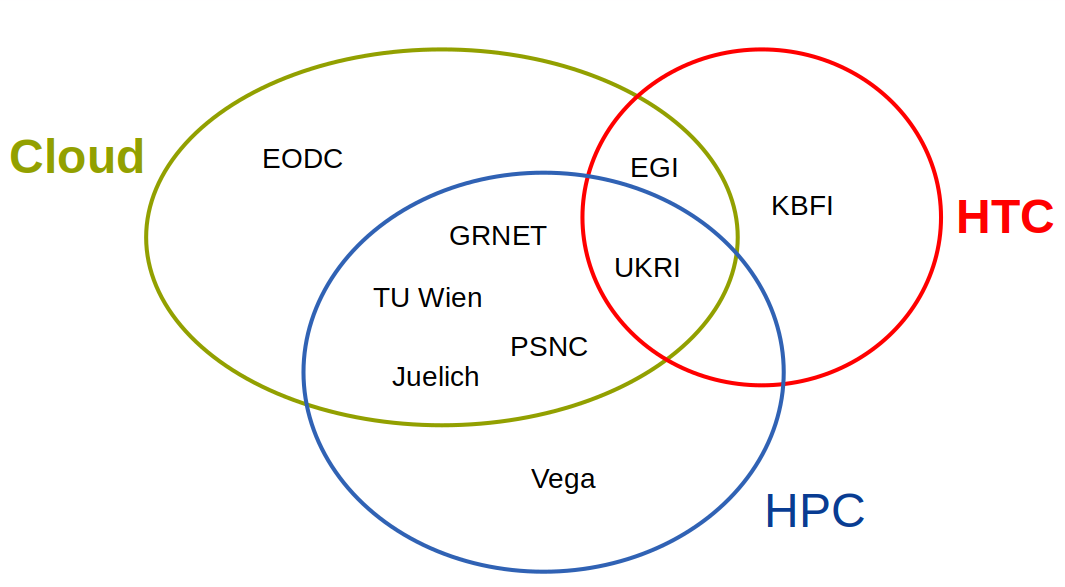 Cloud
EODC
EGI
KBFI
HTC
GRNET
UKRI
TU Wien
PSNC
Juelich
Vega
HPC